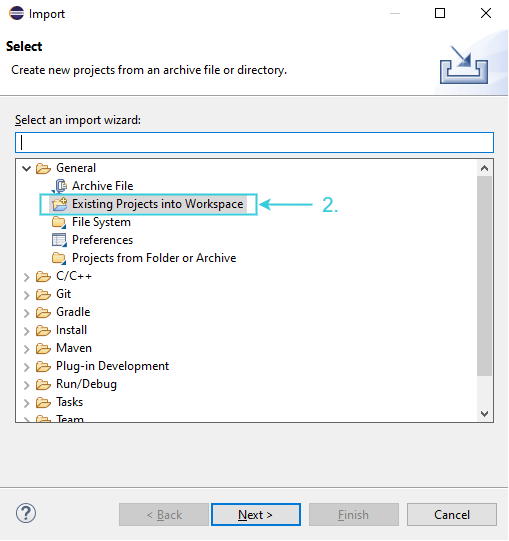 Import
Select
Create new projects from an archive file or directory.
Select an import wizard:
General
Archive File
Existing Projects into Workspace
2.
File System
Preferences
Projects from Folder or Archive
C/C++
Git
Gradle
Install
Maven
Plug-in Development
Run/Debug
Tasks
Team
?
< Back
Next >
Finish
Cancel